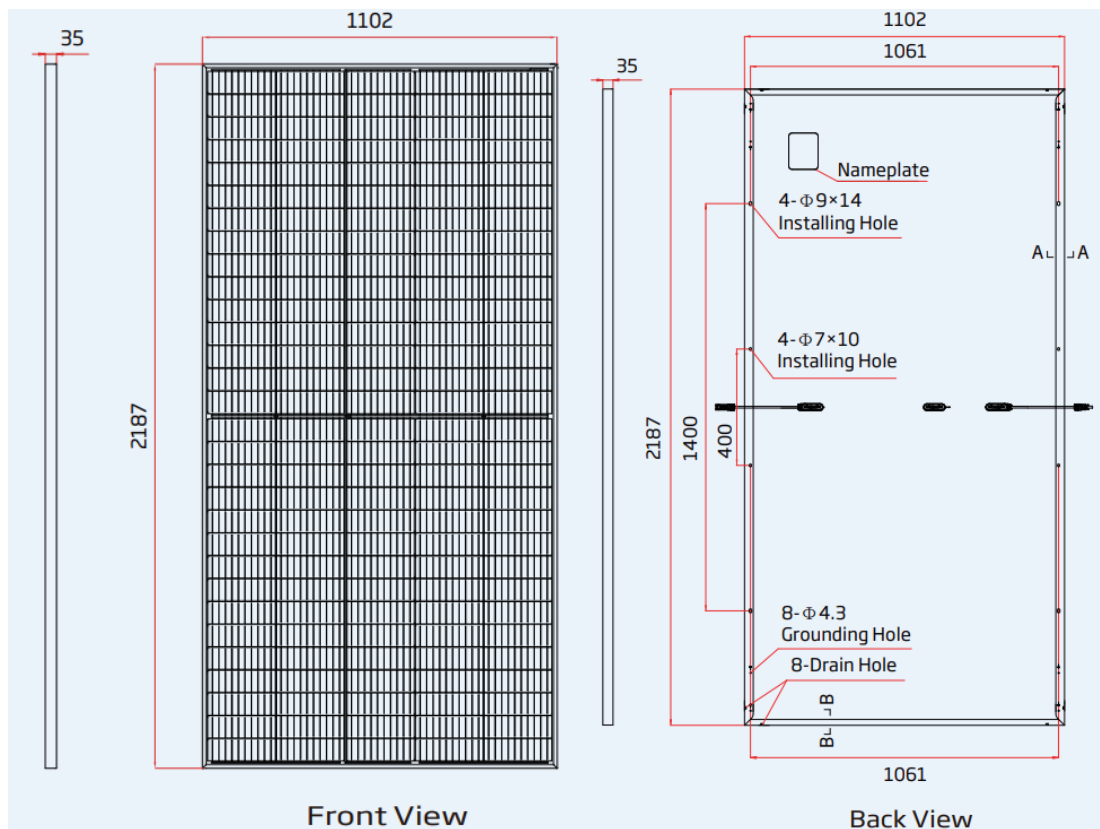 35
1102
2187
Front View
1102
1061
35
2187
1400
400
Nameplate
4-Φ9×14
Installing Hole
A
A
4-Φ7×10
Installing Hole
8-Φ4.3
Grounding Hole
8-Drain Hole
B
B
1061
Back View